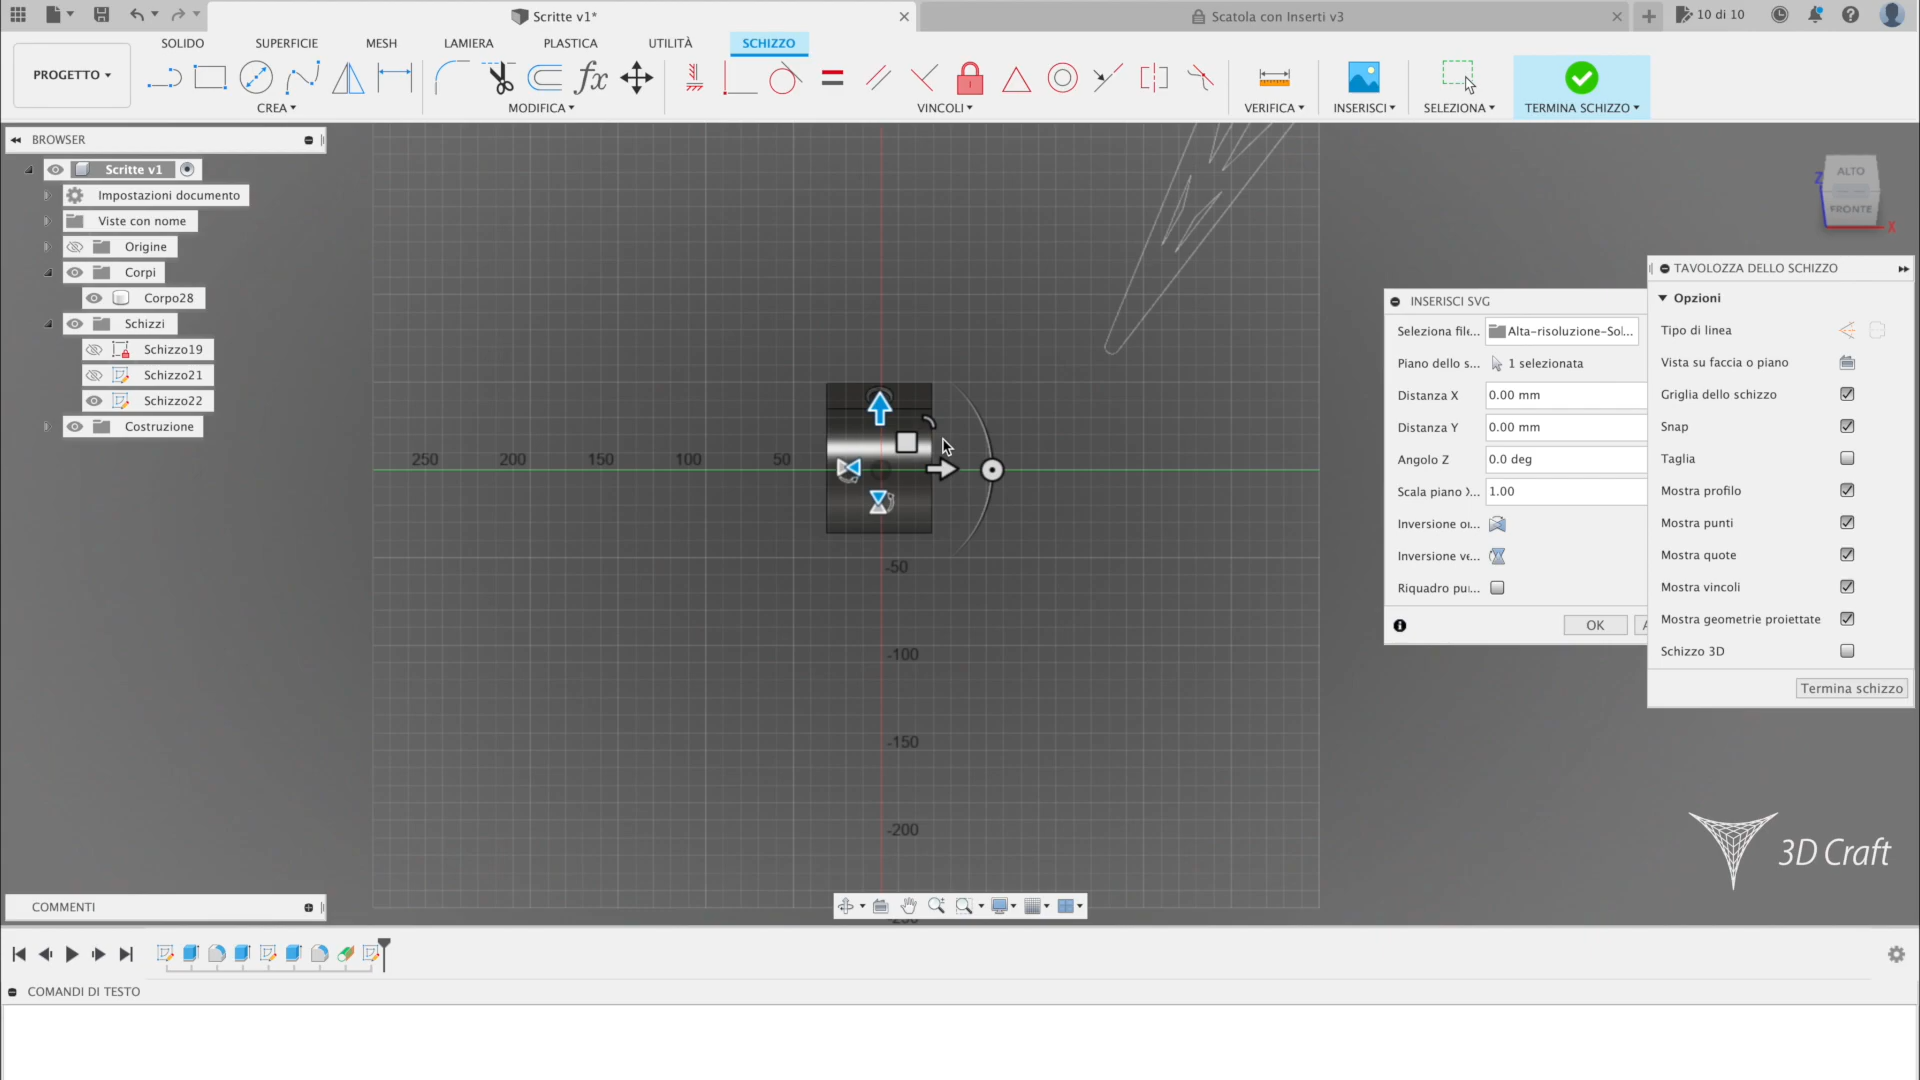 Scritte v1*
Scatola con Inserti v3
10 di 10
SOLIDO
SUPERFICIE
MESH
LAMIERA
PLASTICA
UTILITÀ
SCHIZZO
PROGETTO
fx
CREA
MODIFICA
VINCOLI
VERIFICA
INSERISCI
SELEZIONA
TERMINA SCHIZZO
BROWSER
Scritte v1
Impostazioni documento
Viste con nome
Origine
Corpi
Corpo28
Schizzi
Schizzo19
Schizzo21
Schizzo22
Costruzione
ALTO
FRONTE
Z
X
250
200
150
100
50
-50
-100
-150
-200
INSERISCI SVG
Seleziona file...
Alta-risoluzione-Sol...
Piano dello s...
1 selezionata
Distanza X
0.00 mm
Distanza Y
0.00 mm
Angolo Z
0.0 deg
Scala piano X...
1.00
Inversione or...
Inversione ve...
Riquadro pu...
OK
TAVOLOZZA DELLO SCHIZZO
Opzioni
Tipo di linea
Vista su faccia o piano
Griglia dello schizzo
Snap
Taglia
Mostra profilo
Mostra punti
Mostra quote
Mostra vincoli
Mostra geometrie proiettate
Schizzo 3D
Termina schizzo
3D Craft
COMMENTI
COMANDI DI TESTO